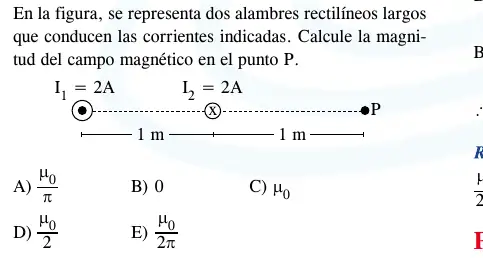 En la figura, se representa dos alambres rectilíneos largos
que conducen las corrientes indicadas. Calcule la magni-
tud del campo magnético en el punto P.
I₁ = 2A I₂ = 2A
x P
1 m 1 m
A) μ₀/π B) 0 C) μ₀
D) μ₀/2 E) μ₀/2π